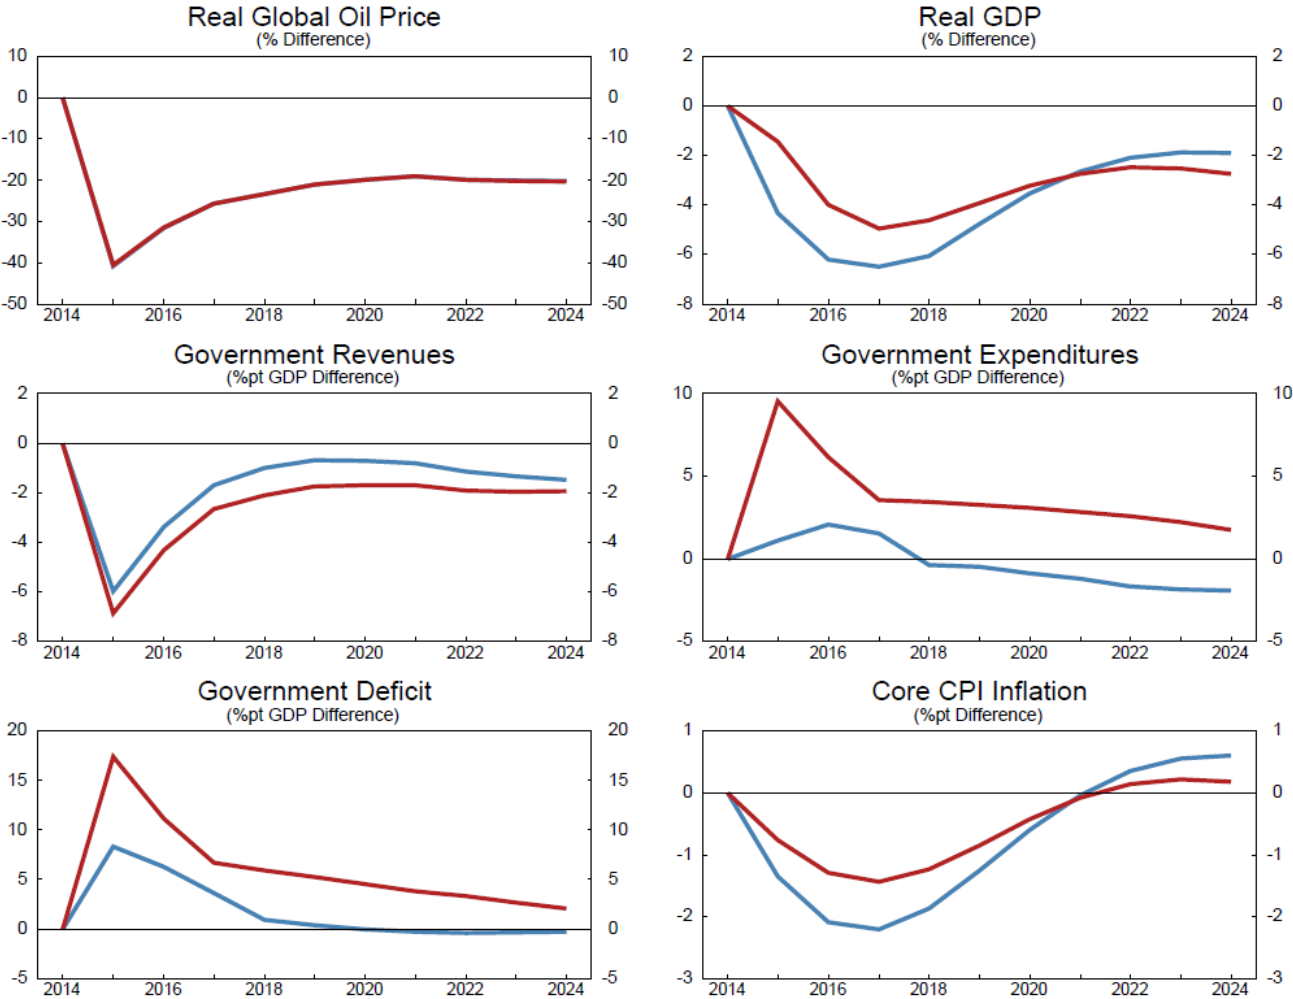 Real Global Oil Price
(% Difference)
10 10
0 0
-10 -10
-20 -20
-30 -30
-40 -40
-50 -50
2014 2016 2018 2020 2022 2024
Real GDP
(% Difference)
2 2
0 0
-2 -2
-4 -4
-6 -6
-8 -8
2014 2016 2018 2020 2022 2024
Government Revenues
(%pt GDP Difference)
2 2
0 0
-2 -2
-4 -4
-6 -6
-8 -8
2014 2016 2018 2020 2022 2024
Government Expenditures
(%pt GDP Difference)
10 10
5 5
0 0
-5 -5
2014 2016 2018 2020 2022 2024
Government Deficit
(%pt GDP Difference)
20 20
15 15
10 10
5 5
0 0
-5 -5
2014 2016 2018 2020 2022 2024
Core CPI Inflation
(%pt Difference)
1 1
0 0
-1 -1
-2 -2
-3 -3
2014 2016 2018 2020 2022 2024